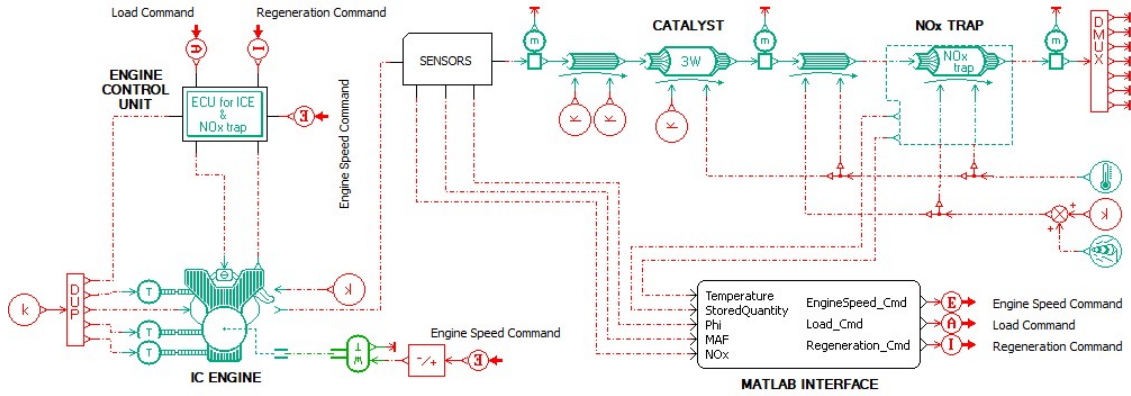 Load Command
Regeneration Command
A
I
ENGINE
CONTROL
UNIT
ECU for ICE
&
NOx trap
E
Engine Speed Command
SENSORS
m
CATALYST
3W
m
NOx TRAP
NOx
trap
m
DMUX
k
k
k
k
k
DUP
T
T
T
k
IC ENGINE
W
T
-/+
E
Engine Speed Command
+
+
Temperature
StoredQuantity
Phi
MAF
NOx
EngineSpeed_Cmd
Load_Cmd
Regeneration_Cmd
E
A
I
Engine Speed Command
Load Command
Regeneration Command
MATLAB INTERFACE